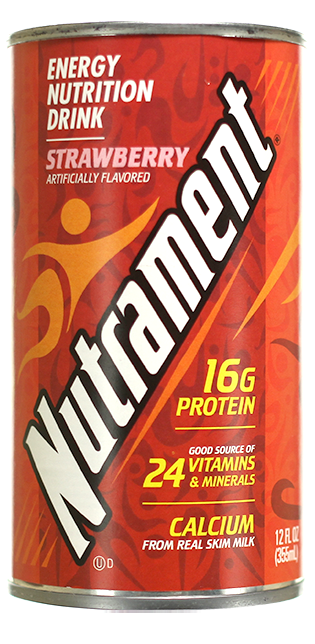 ENERGY
NUTRITION
DRINK
STRAWBERRY
ARTIFICIALLY FLAVORED
Nutrament®
16G
PROTEIN
GOOD SOURCE OF
24 VITAMINS
& MINERALS
CALCIUM
FROM REAL SKIM MILK
12 FL OZ
(355mL)
Ⓤ D